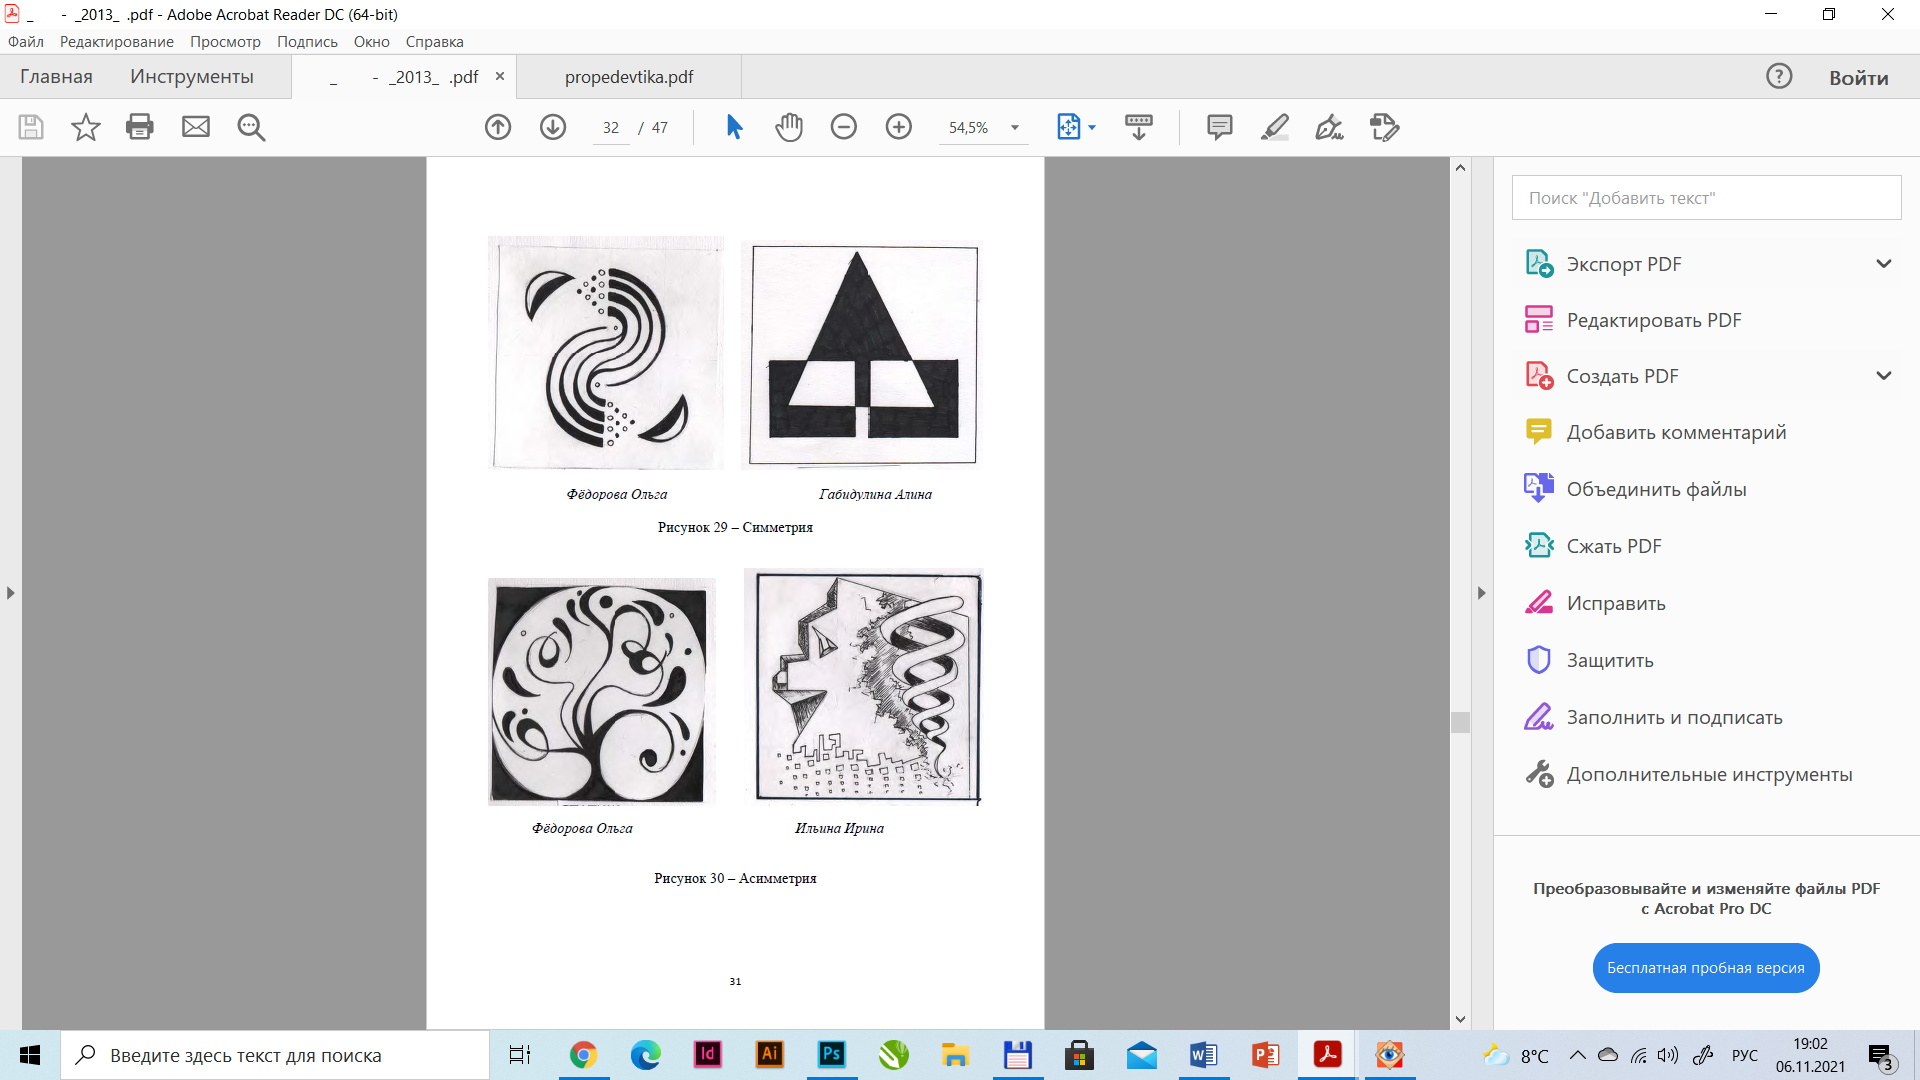 _ - _2013_ .pdf - Adobe Acrobat Reader DC (64-bit)
Файл Редактирование Просмотр Подпись Окно Справка
Главная Инструменты _ - _2013_ .pdf × propedevtika.pdf Войти
32 / 47 54,5%
Фёдорова Ольга Габидулина Алина
Рисунок 29 – Симметрия
Фёдорова Ольга Ильина Ирина
Рисунок 30 – Асимметрия
31
Поиск "Добавить текст"
Экспорт PDF
Редактировать PDF
Создать PDF
Добавить комментарий
Объединить файлы
Сжать PDF
Исправить
Защитить
Заполнить и подписать
Дополнительные инструменты
Преобразовывайте и изменяйте файлы PDF
с Acrobat Pro DC
Бесплатная пробная версия
Введите здесь текст для поиска
Id Ai Ps
8°C РУС
19:02
06.11.2021
3